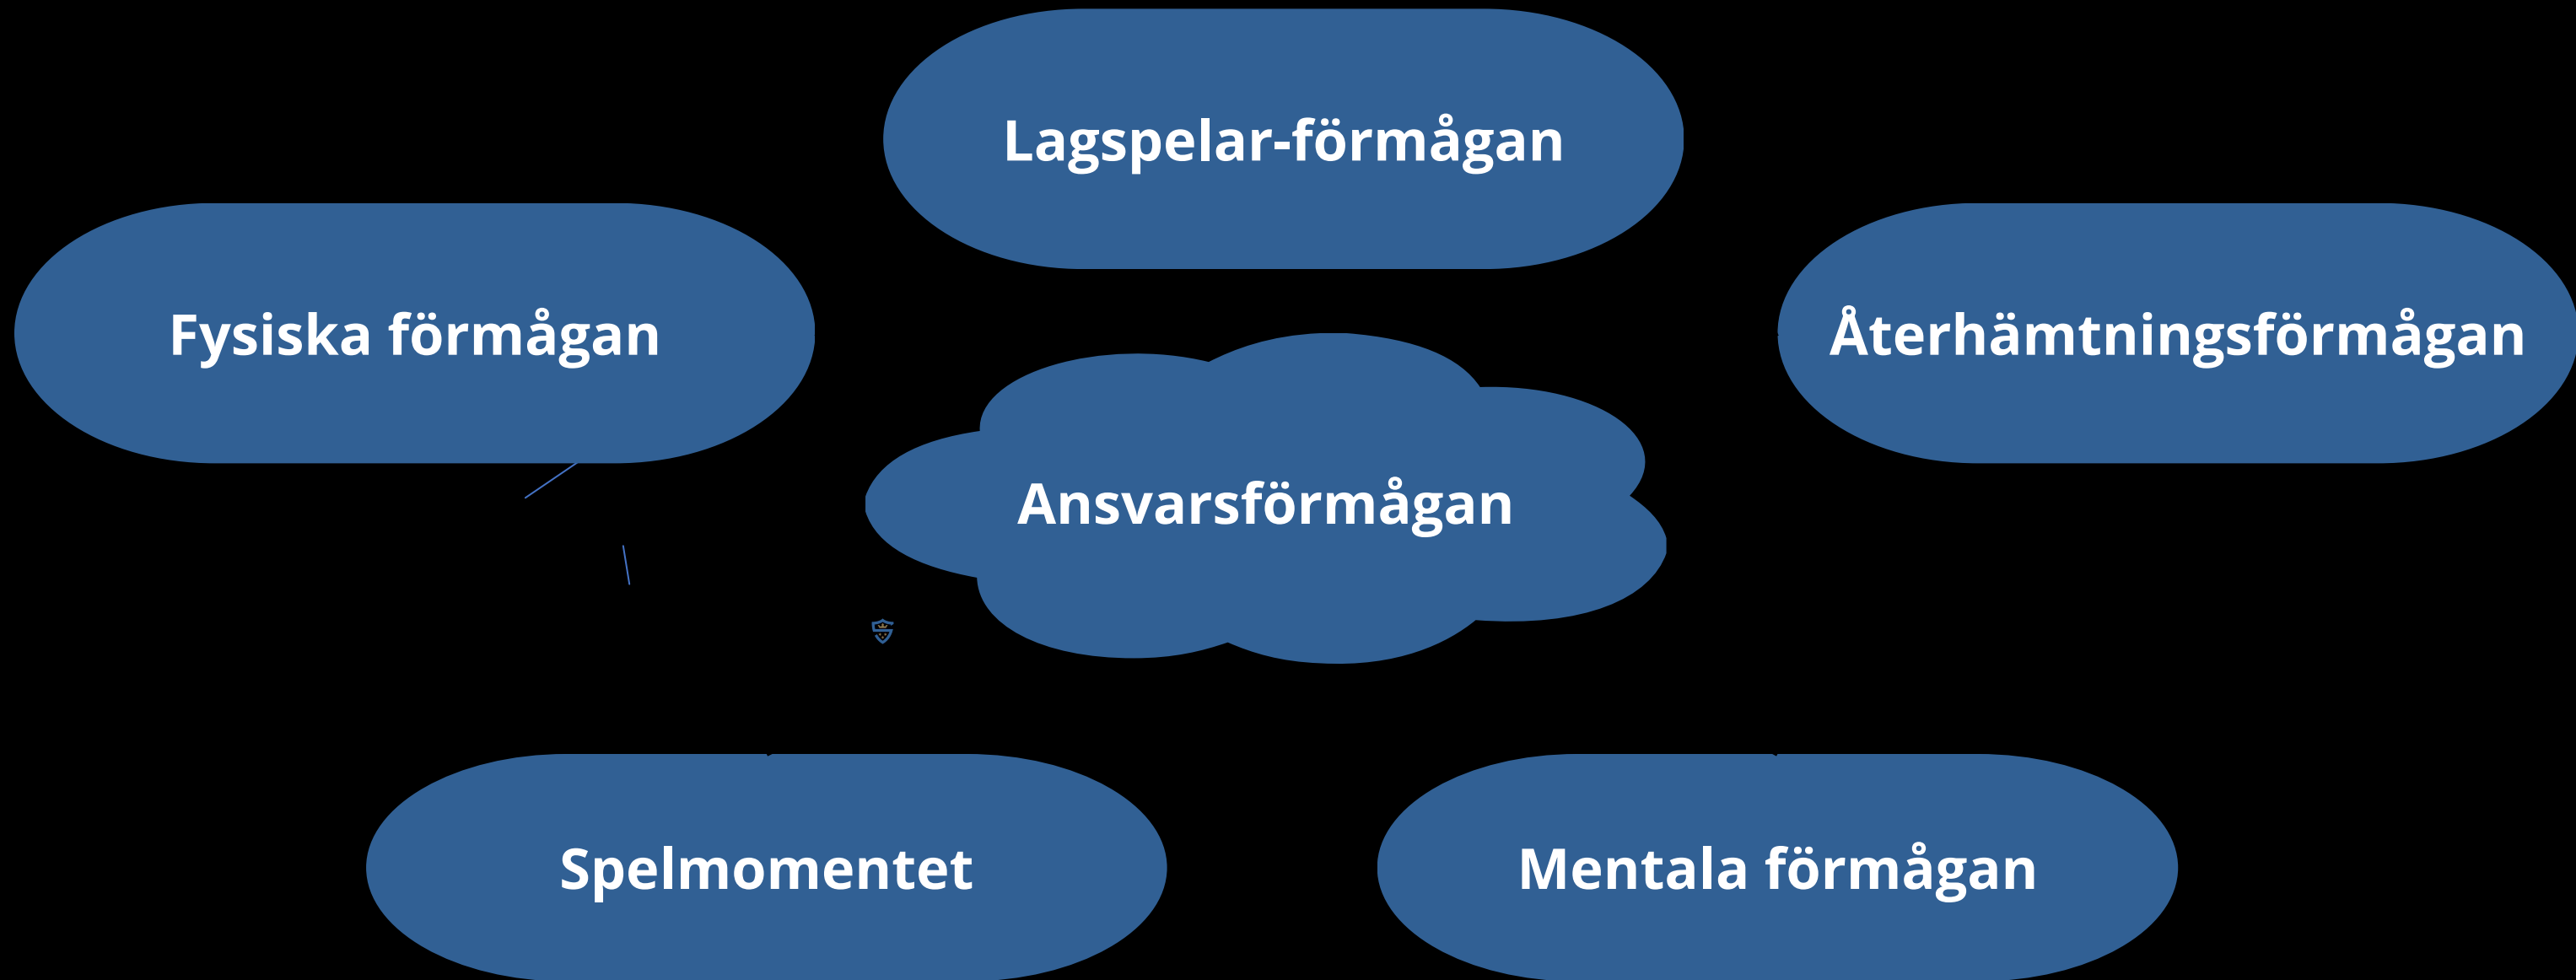 Lagspelar-förmågan
Fysiska förmågan
Återhämtningsförmågan
Ansvarsförmågan
Spelmomentet
Mentala förmågan